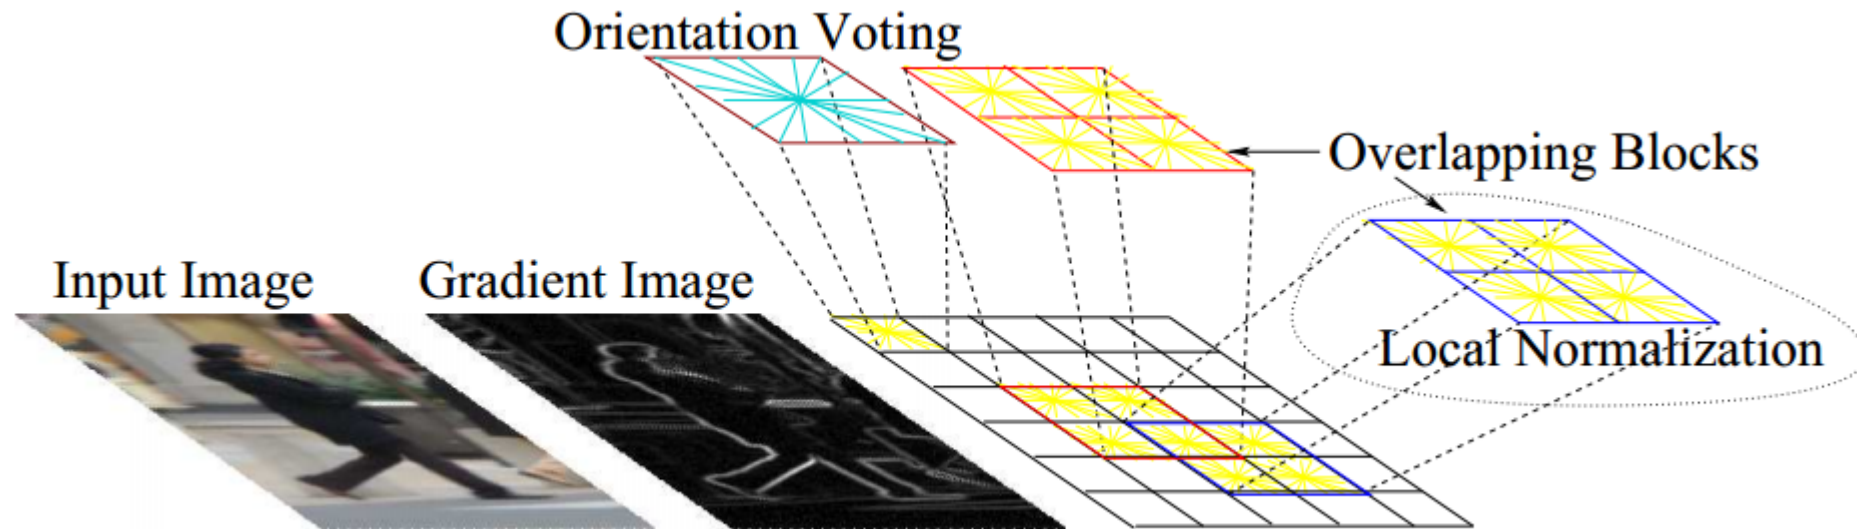 Orientation Voting
Overlapping Blocks
Input Image
Gradient Image
Local Normalization